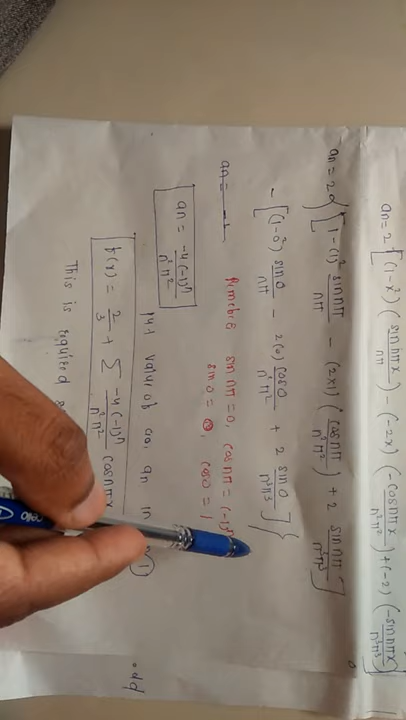 an = 2 [ (1-x²) ( sin nπx / nπ ) - (-2x) ( -cos nπx / n²π² ) + (-2) ( -sin nπx / n³π³ ) ]
an = 2 [ 1-(1)² sin nπ / nπ - (2x1) ( cos nπ / n²π² ) + 2 sin nπ / n³π³ ]
- [ (1-0²) sin 0 / nπ - 2(0) cos 0 / n²π² + 2 sin 0 / n³π³ ] }
sin nπ = 0, cos nπ = (-1)ⁿ
an =
sin 0 = 0, cos 0 = 1
an = -4(-1)ⁿ / n²π²
put value of ao, an in (1)
f(x) = 2/3 + Σ -4(-1)ⁿ / n²π² cos nπx
This is required
cello